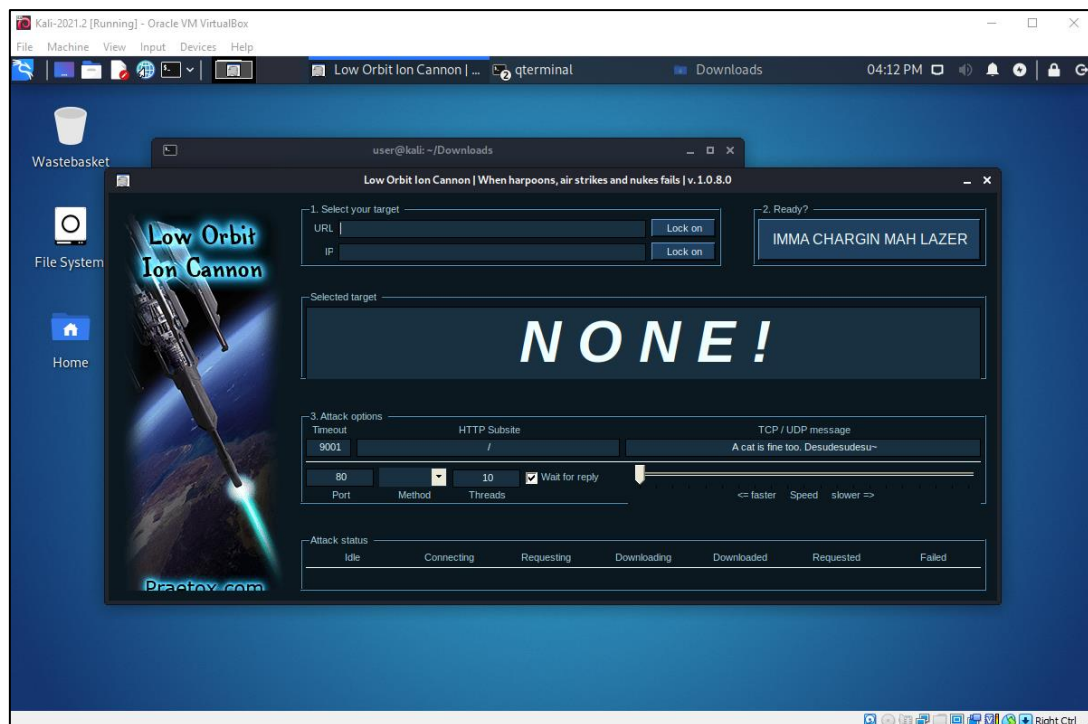 Kali-2021.2 [Running] - Oracle VM VirtualBox
File Machine View Input Devices Help
Low Orbit Ion Cannon | ... 2 qterminal Downloads 04:12 PM
Wastebasket
user@kali: ~/Downloads
Low Orbit Ion Cannon | When harpoons, air strikes and nukes fails | v. 1.0.8.0
File System
Home
Low Orbit
Ion Cannon
Praetox.com
1. Select your target
URL Lock on
IP Lock on
2. Ready?
IMMA CHARGIN MAH LAZER
Selected target
NONE!
3. Attack options
Timeout HTTP Subsite TCP / UDP message
9001 / A cat is fine too. Desudesudesu~
80 10 Wait for reply
Port Method Threads <= faster Speed slower =>
Attack status
Idle Connecting Requesting Downloading Downloaded Requested Failed
Right Ctrl